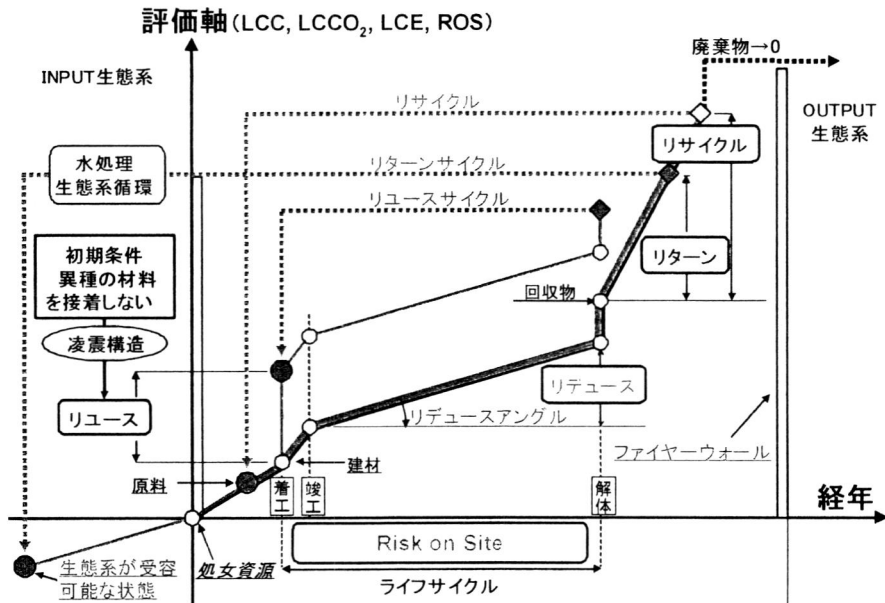 評価軸(LCC, LCCO₂, LCE, ROS)
廃棄物→0
INPUT生態系
OUTPUT
生態系
リサイクル
リサイクル
水処理
生態系循環
リターンサイクル
リユースサイクル
初期条件
異種の材料
を接着しない
リターン
回収物
凌震構造
リユース
リデュース
リデュースアングル
ファイヤーウォール
建材
原料
着工
竣工
解体
経年
Risk on Site
処女資源
生態系が受容
可能な状態
ライフサイクル